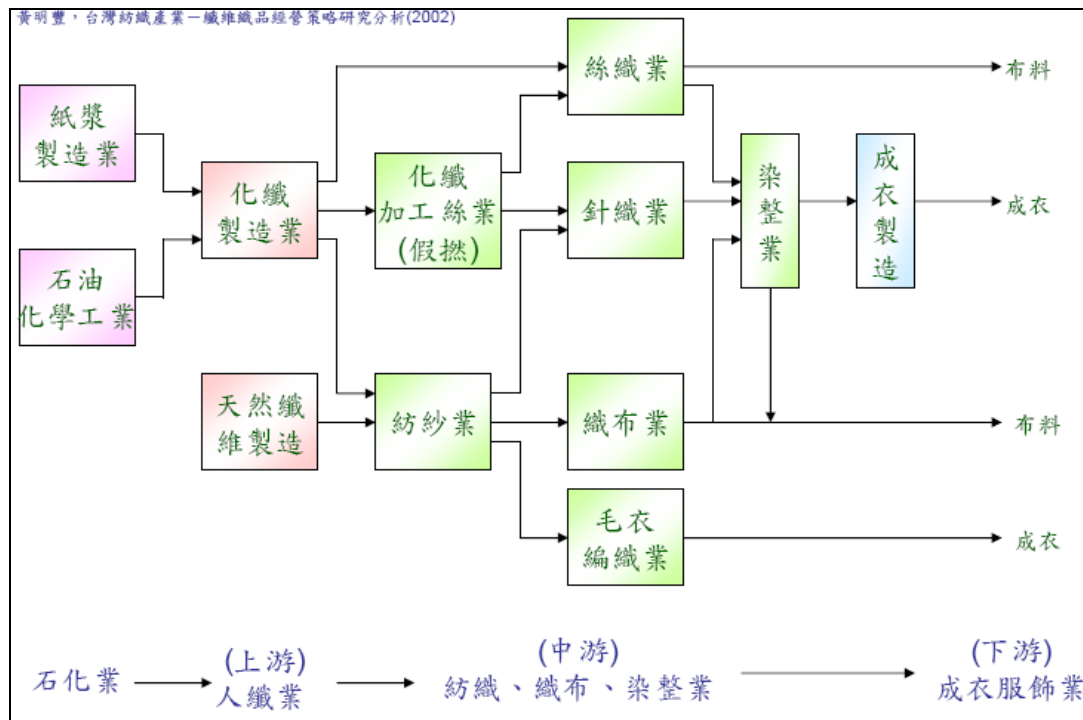 黃明豐，台灣紡織產業－纖維織品經營策略研究分析(2002)
絲織業
布料
紙漿
製造業
化纖
製造業
化纖
加工絲業
(假撚)
針織業
染整業
成衣製造
成衣
石油
化學工業
天然纖
維製造
紡紗業
織布業
布料
毛衣
編織業
成衣
石化業
(上游)
人纖業
(中游)
紡織、織布、染整業
(下游)
成衣服飾業